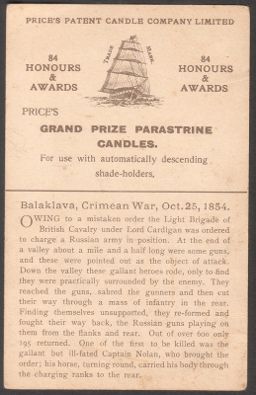 PRICE'S PATENT CANDLE COMPANY LIMITED
TRADE MARK.
84
HONOURS
&
AWARDS
84
HONOURS
&
AWARDS
PRICE'S
GRAND PRIZE PARASTRINE
CANDLES.
For use with automatically descending
shade-holders,
Balaklava, Crimean War, Oct. 25, 1854.
OWING to a mistaken order the Light Brigade of
British Cavalry under Lord Cardigan was ordered
to charge a Russian army in position. At the end of
a valley about a mile and a half long were some guns,
and these were pointed out as the object of attack.
Down the valley these gallant heroes rode, only to find
they were practically surrounded by the enemy. They
reached the guns, sabred the gunners and then cut
their way through a mass of infantry in the rear.
Finding themselves unsupported, they re-formed and
fought their way back, the Russian guns playing on
them from the flanks and rear. Out of over 600 only
195 returned. One of the first to be killed was the
gallant but ill-fated Captain Nolan, who brought the
order; his horse, turning round, carried his body through
the charging ranks to the rear.